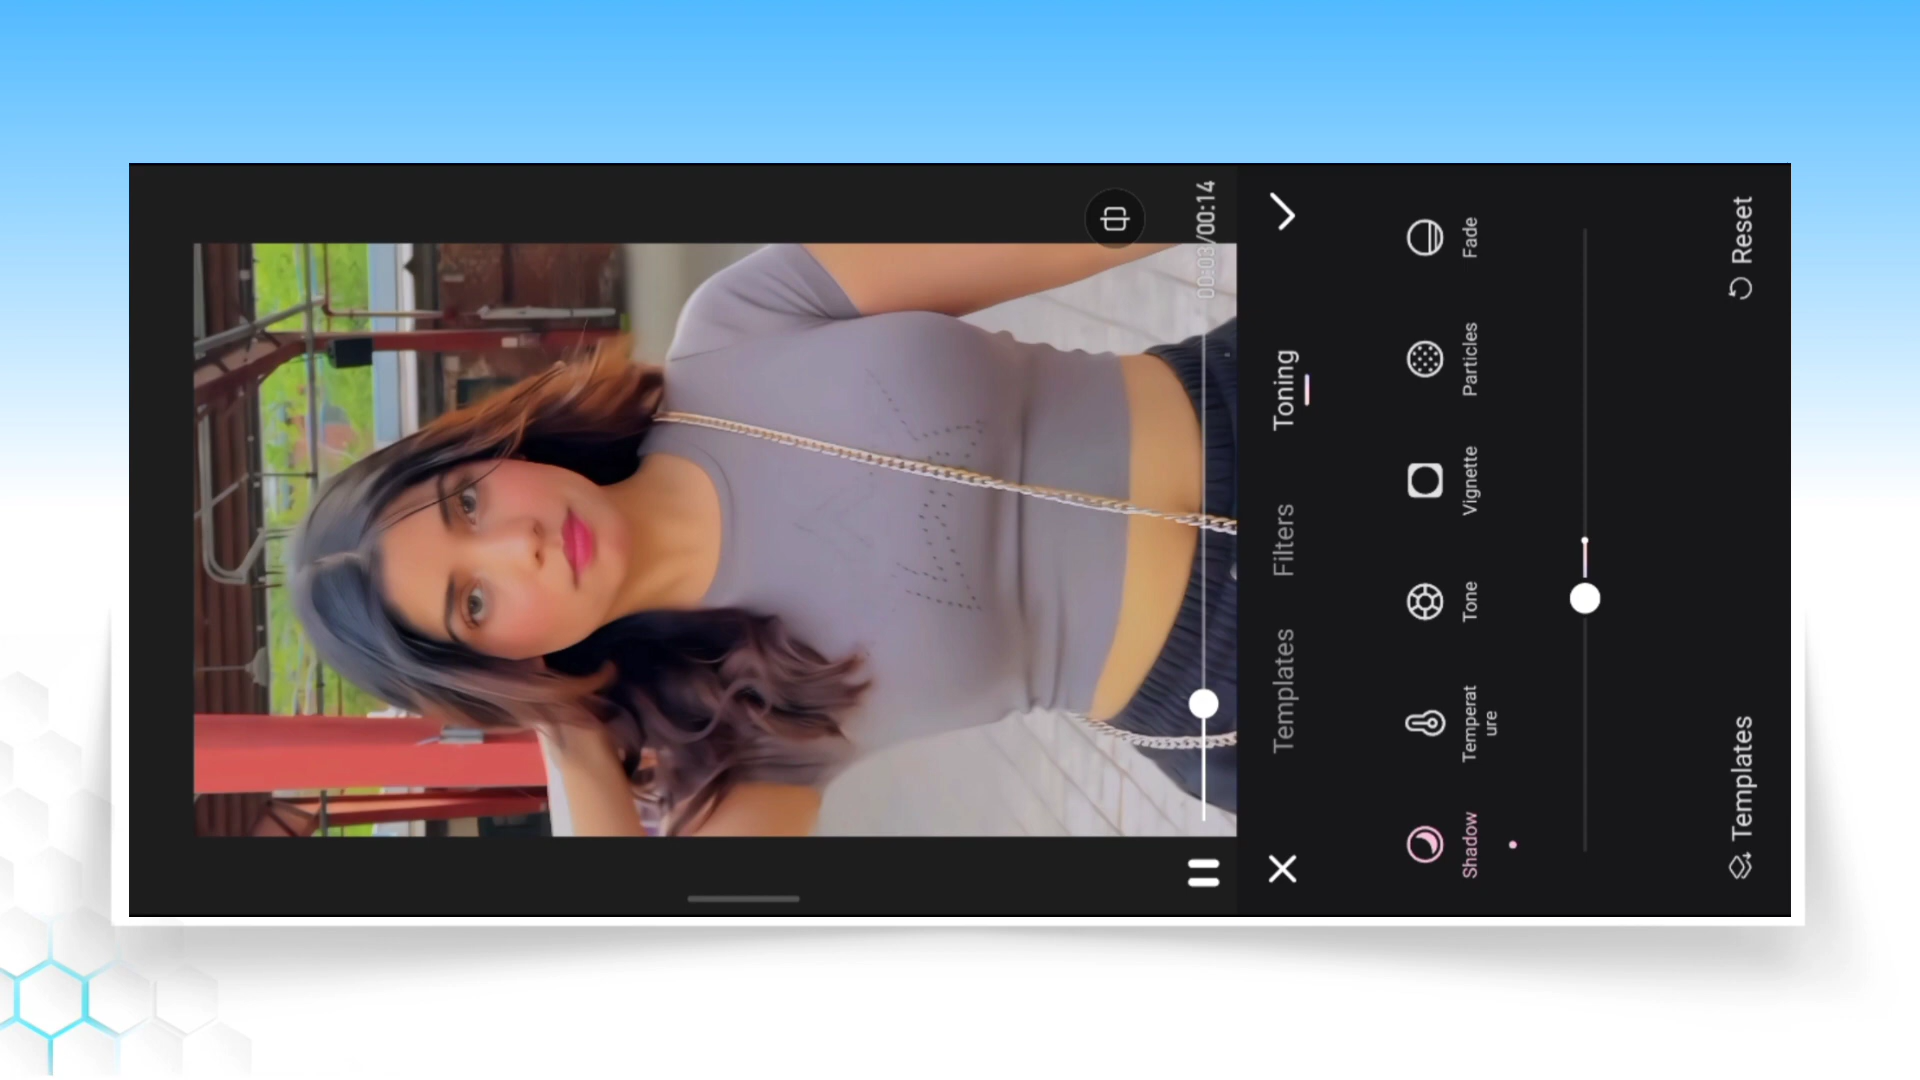 00:03/00:14
Templates Filters Toning
Shadow
Temperat
ure
Tone
Vignette
Particles
Fade
Templates
Reset